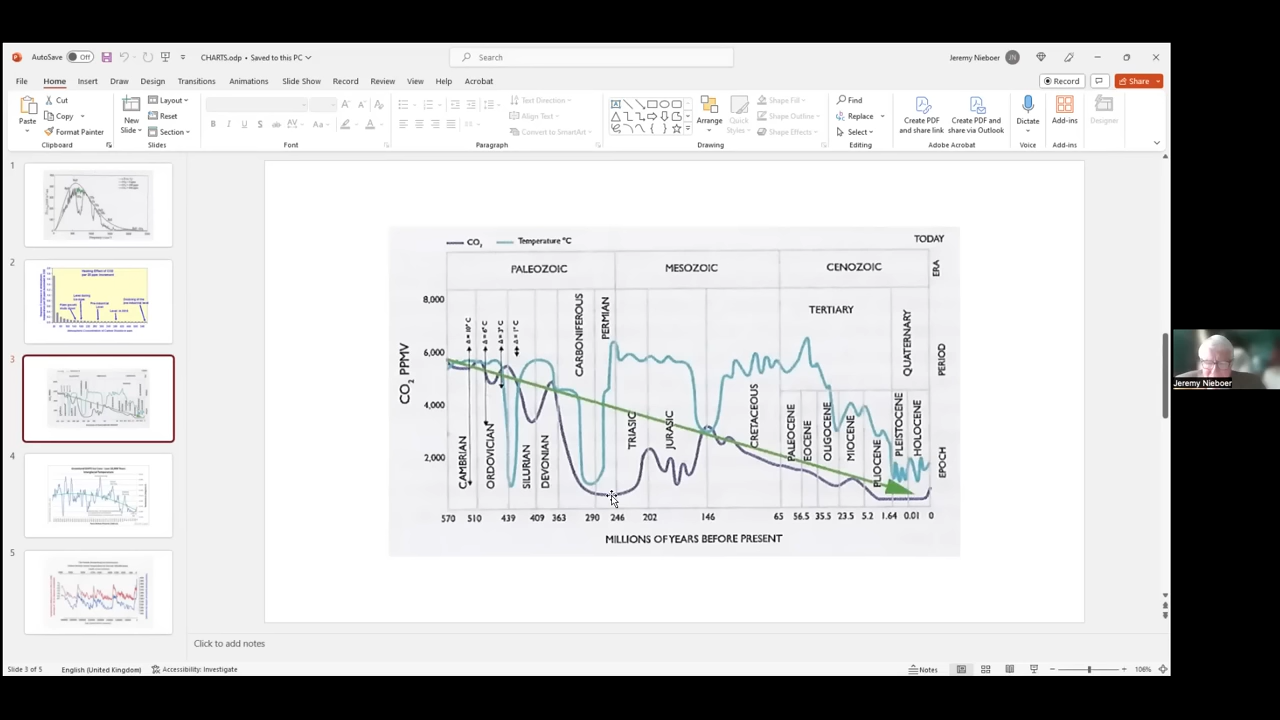 AutoSave Off CHARTS.odp • Saved to this PC Search Jeremy Nieboer JN
File Home Insert Draw Design Transitions Animations Slide Show Record Review View Help Acrobat Record Share
Paste Cut Copy Format Painter
Clipboard
New Slide Layout Reset Section
Slides
Font
Text Direction Align Text Convert to SmartArt
Paragraph
Arrange Quick Styles Shape Fill Shape Outline Shape Effects
Drawing
Find Replace Select
Editing
Create PDF and share link Create PDF and share via Outlook
Adobe Acrobat
Dictate
Voice
Add-ins
Add-ins
Designer
1
2
3
4
5
CO₂ Temperature °C TODAY
PALEOZOIC MESOZOIC CENOZOIC ERA
TERTIARY QUATERNARY PERIOD
CARBONIFEROUS PERMIAN
8,000
6,000
4,000
2,000
CO₂ PPMV
CAMBRIAN ORDOVICIAN SILURIAN DEVONIAN TRIASIC JURASIC CRETACEOUS PALEOCENE EOCENE OLIGOCENE MIOCENE PLIOCENE PLEISTOCENE HOLOCENE EPOCH
570 510 439 409 363 290 246 202 146 65 56.5 35.5 23.5 5.2 1.64 0.01 0
MILLIONS OF YEARS BEFORE PRESENT
Jeremy Nieboer
Click to add notes
Slide 3 of 5 English (United Kingdom) Accessibility: Investigate Notes 106%